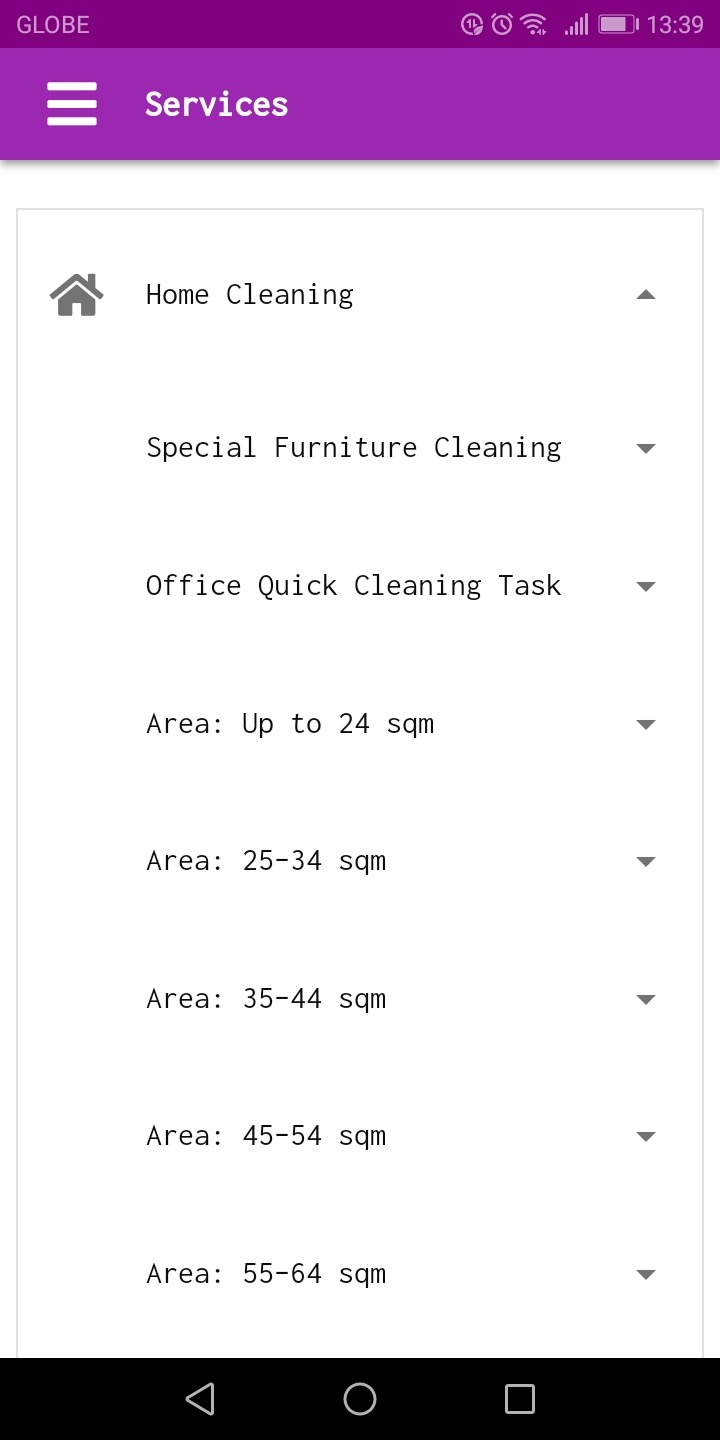 GLOBE 13:39
Services
Home Cleaning
Special Furniture Cleaning
Office Quick Cleaning Task
Area: Up to 24 sqm
Area: 25-34 sqm
Area: 35-44 sqm
Area: 45-54 sqm
Area: 55-64 sqm